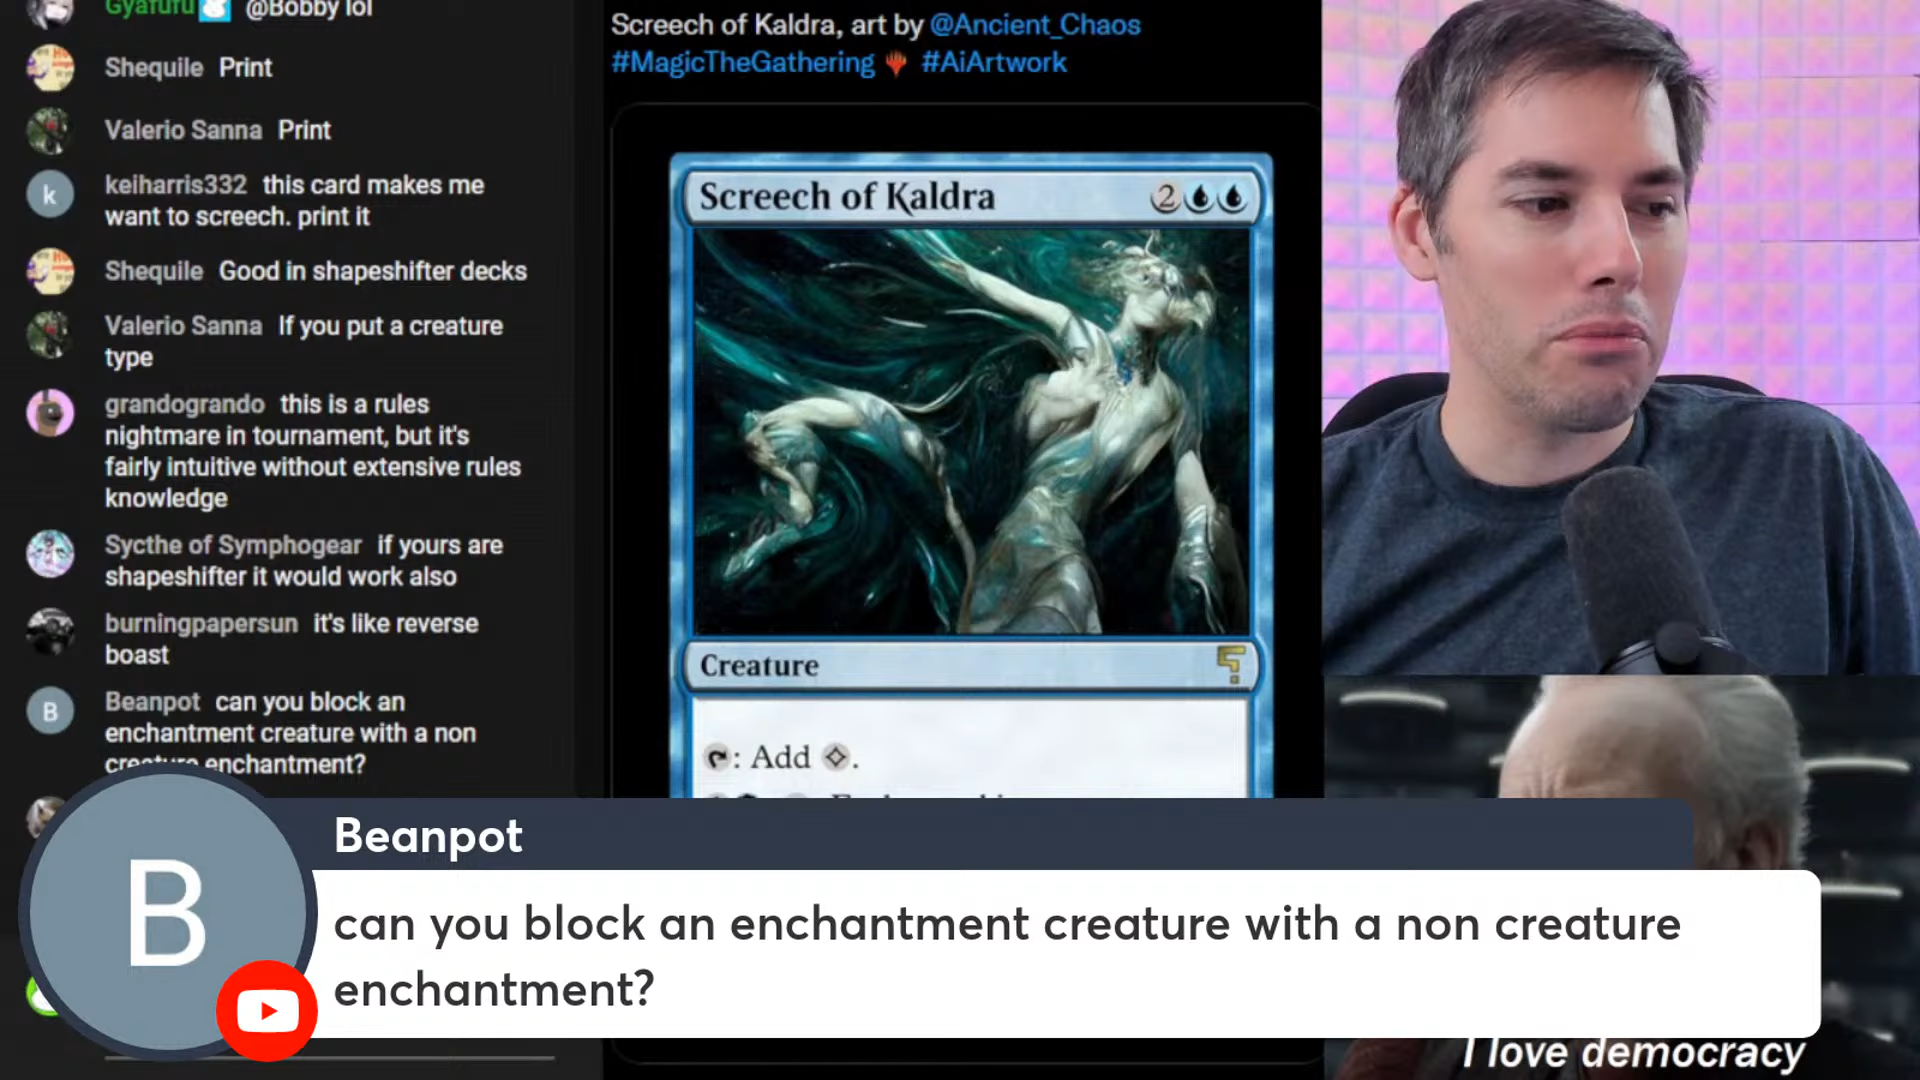 Gyafufu @Bobby lol
Shequile Print
Valerio Sanna Print
k
keiharris332 this card makes me
want to screech. print it
Shequile Good in shapeshifter decks
Valerio Sanna If you put a creature
type
grandogrando this is a rules
nightmare in tournament, but it's
fairly intuitive without extensive rules
knowledge
Sycthe of Symphogear if yours are
shapeshifter it would work also
burningpapersun it's like reverse
boast
B
Beanpot can you block an
enchantment creature with a non
creature enchantment?
Screech of Kaldra, art by @Ancient_Chaos
#MagicTheGathering #AiArtwork
Screech of Kaldra 2
Creature
: Add .
B
Beanpot
can you block an enchantment creature with a non creature
enchantment?
I love democracy